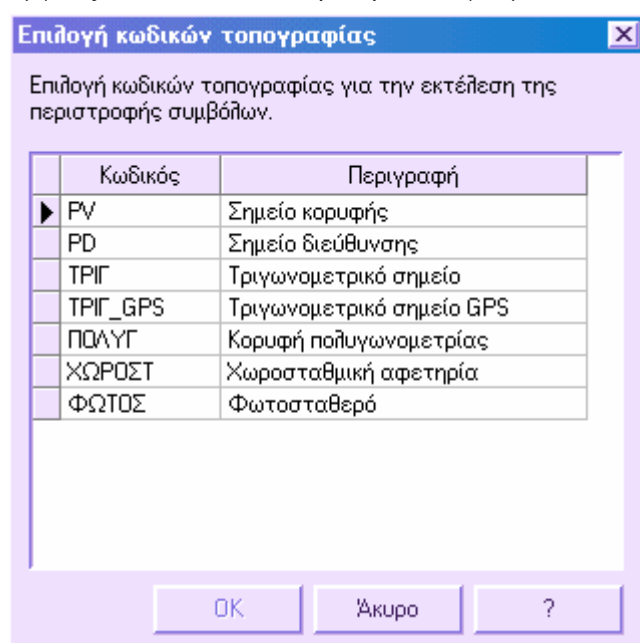 Επιλογή κωδικών τοπογραφίας
Επιλογή κωδικών τοπογραφίας για την εκτέλεση της
περιστροφής συμβόλων.
Κωδικός Περιγραφή
PV Σημείο κορυφής
PD Σημείο διεύθυνσης
ΤΡΙΓ Τριγωνομετρικό σημείο
ΤΡΙΓ_GPS Τριγωνομετρικό σημείο GPS
ΠΟΛΥΓ Κορυφή πολυγωνομετρίας
ΧΩΡΟΣΤ Χωροσταθμική αφετηρία
ΦΩΤΟΣ Φωτοσταθερό
OK Άκυρο ?